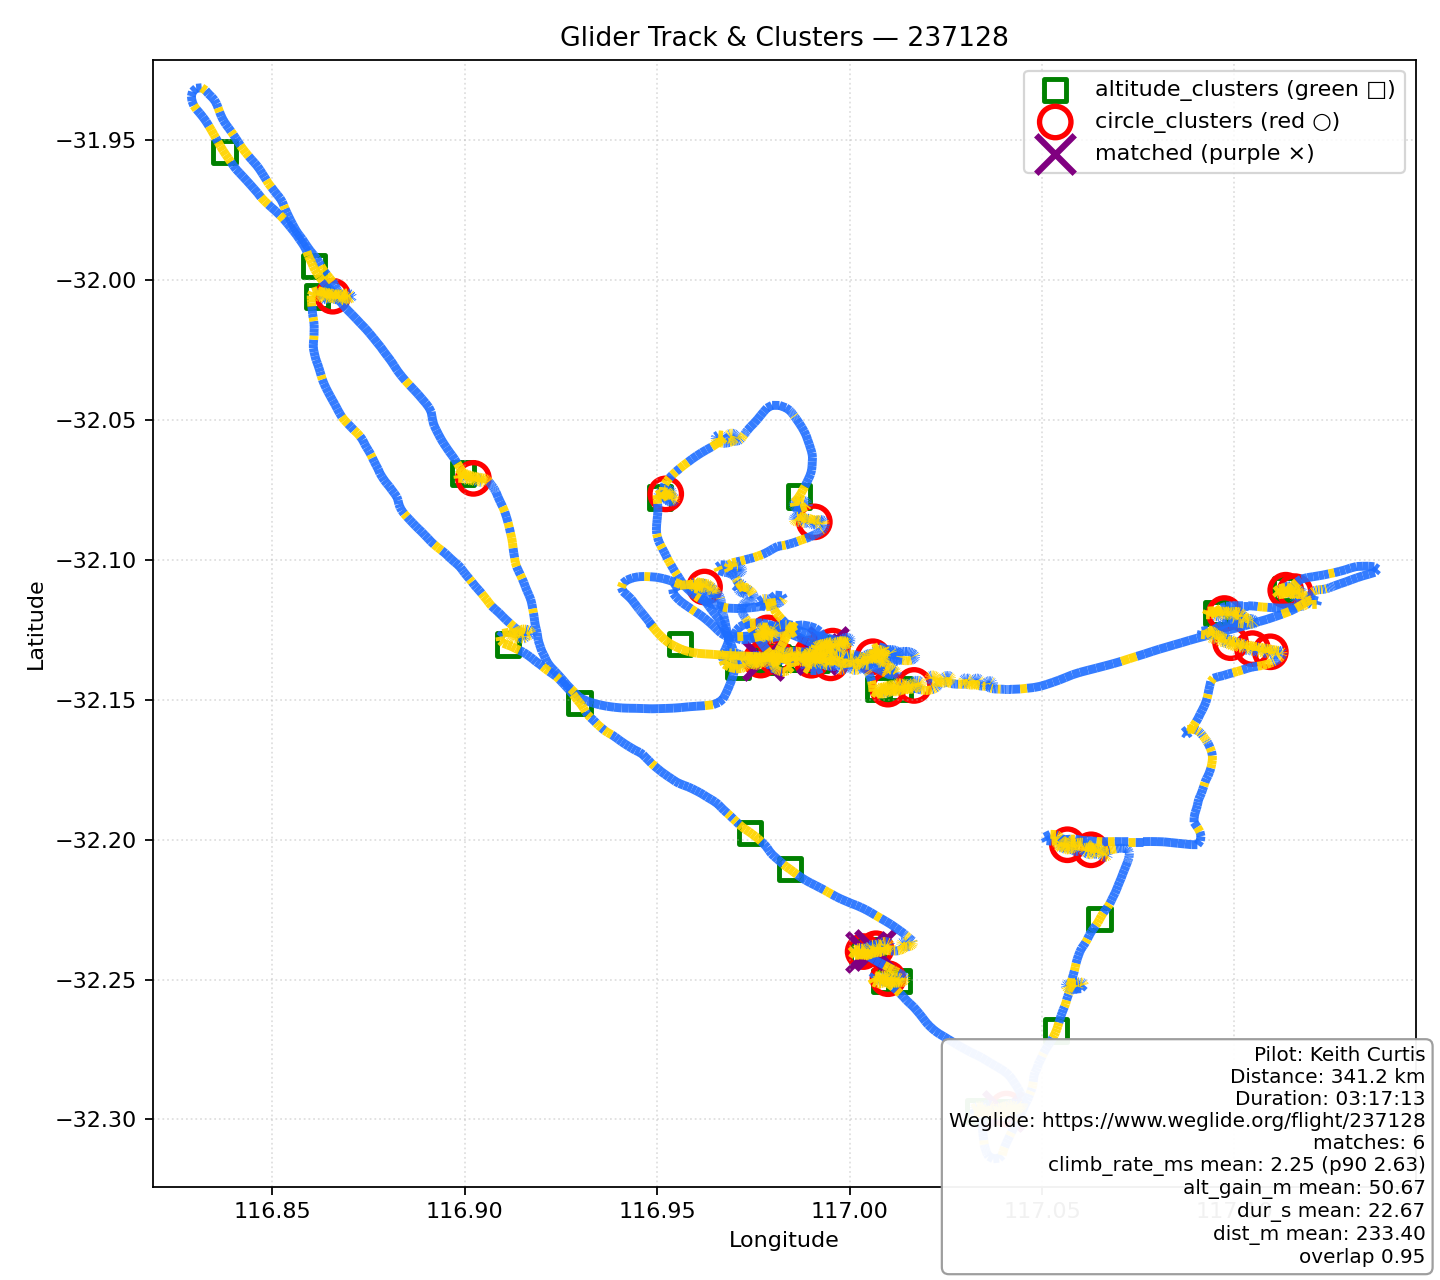 Glider Track & Clusters — 237128
altitude_clusters (green □)
circle_clusters (red ○)
matched (purple ×)
−31.95
−32.00
−32.05
−32.10
−32.15
−32.20
−32.25
−32.30
Latitude
116.85
116.90
116.95
117.00
117.05
Longitude
Pilot: Keith Curtis
Distance: 341.2 km
Duration: 03:17:13
Weglide: https://www.weglide.org/flight/237128
matches: 6
climb_rate_ms mean: 2.25 (p90 2.63)
alt_gain_m mean: 50.67
dur_s mean: 22.67
dist_m mean: 233.40
overlap 0.95